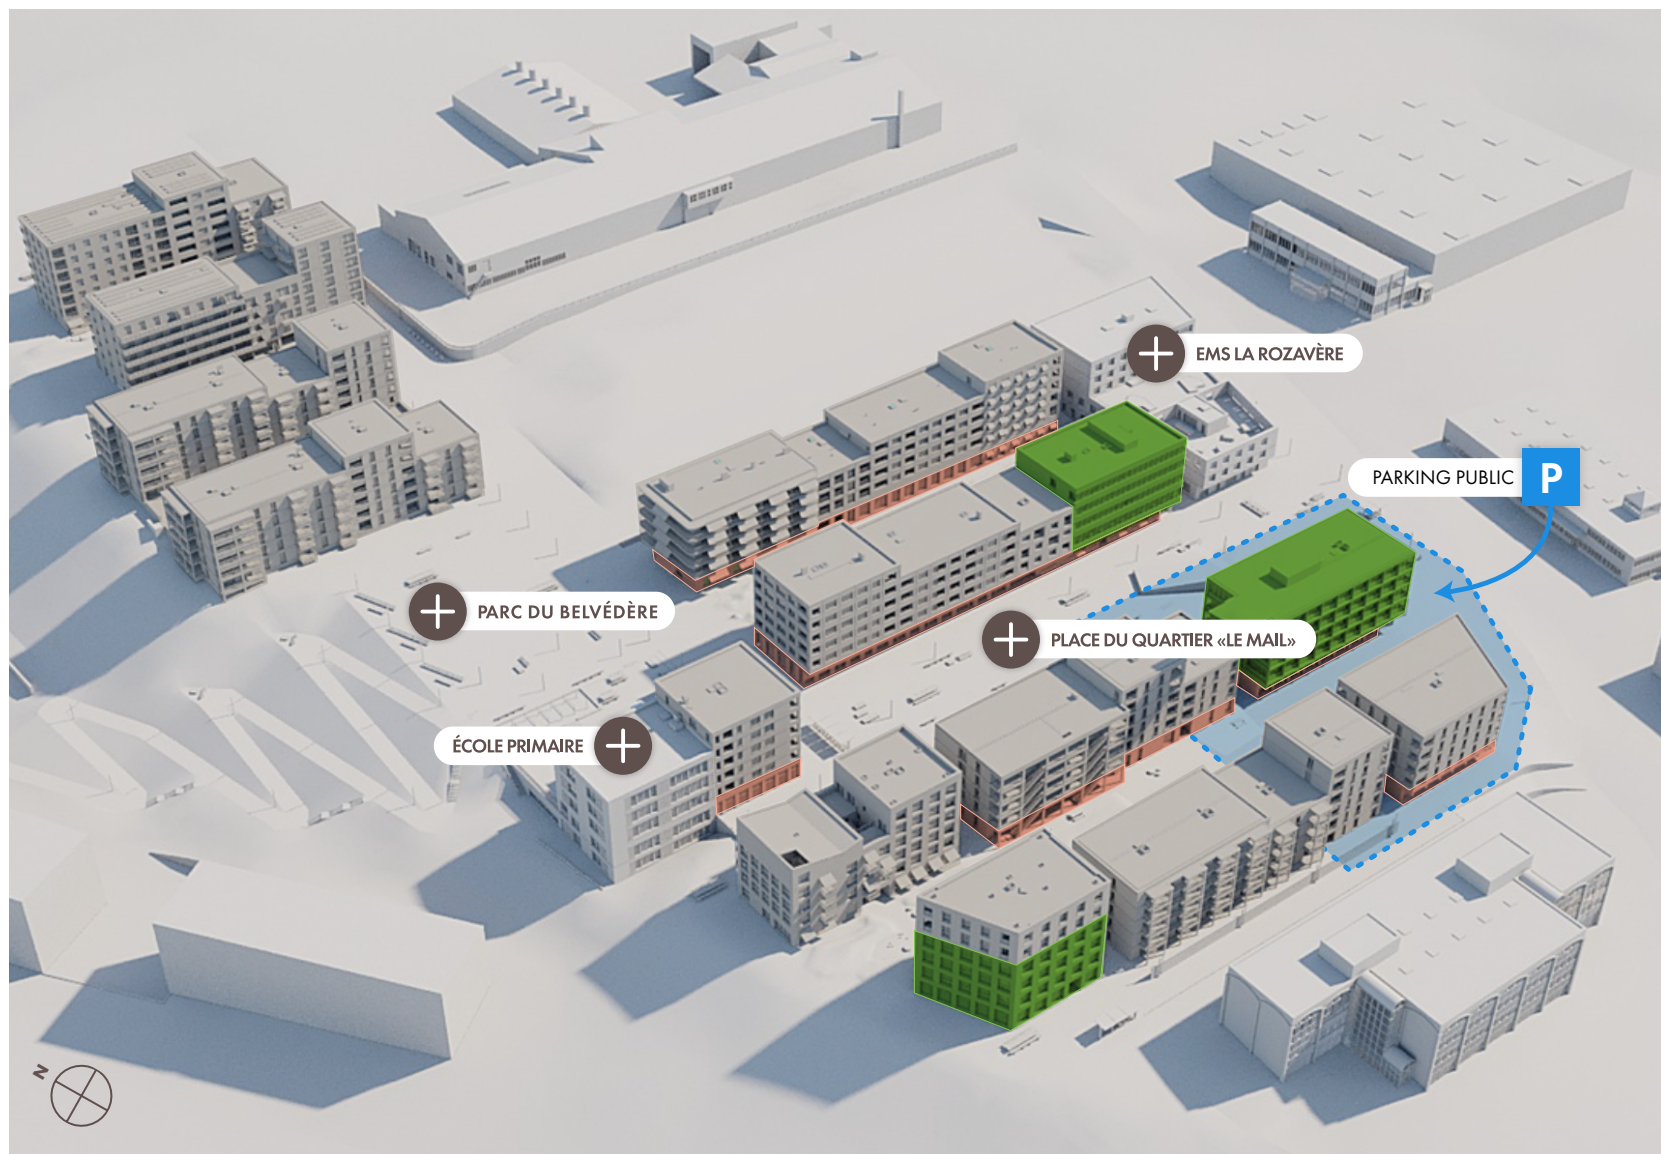 EMS LA ROZAVÈRE
PARKING PUBLIC P
PARC DU BELVÉDÈRE
PLACE DU QUARTIER «LE MAIL»
ÉCOLE PRIMAIRE
N